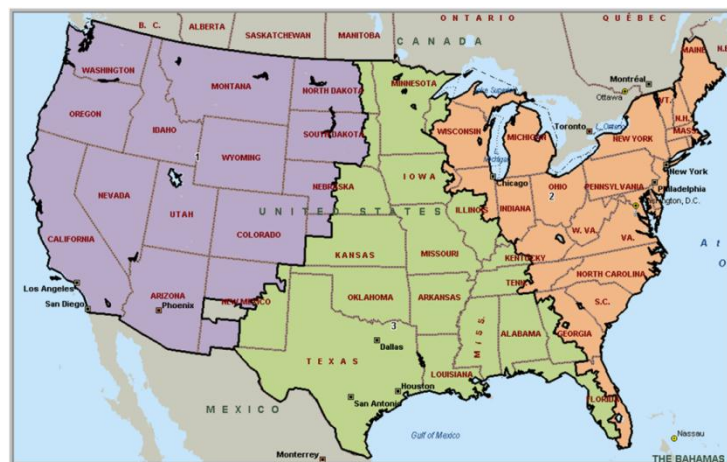 ONTARIO
QUÉBEC
B. C.
ALBERTA
SASKATCHEWAN
MANITOBA
CANADA
MAINE
WASHINGTON
MONTANA
NORTH DAKOTA
MINNESOTA
Lake Superior
Montréal
Ottawa
VT.
N.H.
OREGON
IDAHO
SOUTH DAKOTA
WISCONSIN
MICHIGAN
Toronto
L. Ontario
NEW YORK
MASS.
1
WYOMING
L. Michigan
Chicago
New York
NEVADA
NEBRASKA
IOWA
PENNSYLVANIA
Philadelphia
UTAH
UNITED STATES
ILLINOIS
INDIANA
OHIO
2
Washington, D.C.
CALIFORNIA
COLORADO
KANSAS
MISSOURI
W. VA.
VA.
KENTUCKY
Los Angeles
ARIZONA
NEW MEXICO
OKLAHOMA
ARKANSAS
TENN.
NORTH CAROLINA
San Diego
Phoenix
S.C.
3
MISS.
ALABAMA
GEORGIA
Dallas
TEXAS
LOUISIANA
Houston
San Antonio
FLORIDA
MEXICO
Gulf of Mexico
Nassau
Monterrey
THE BAHAMAS